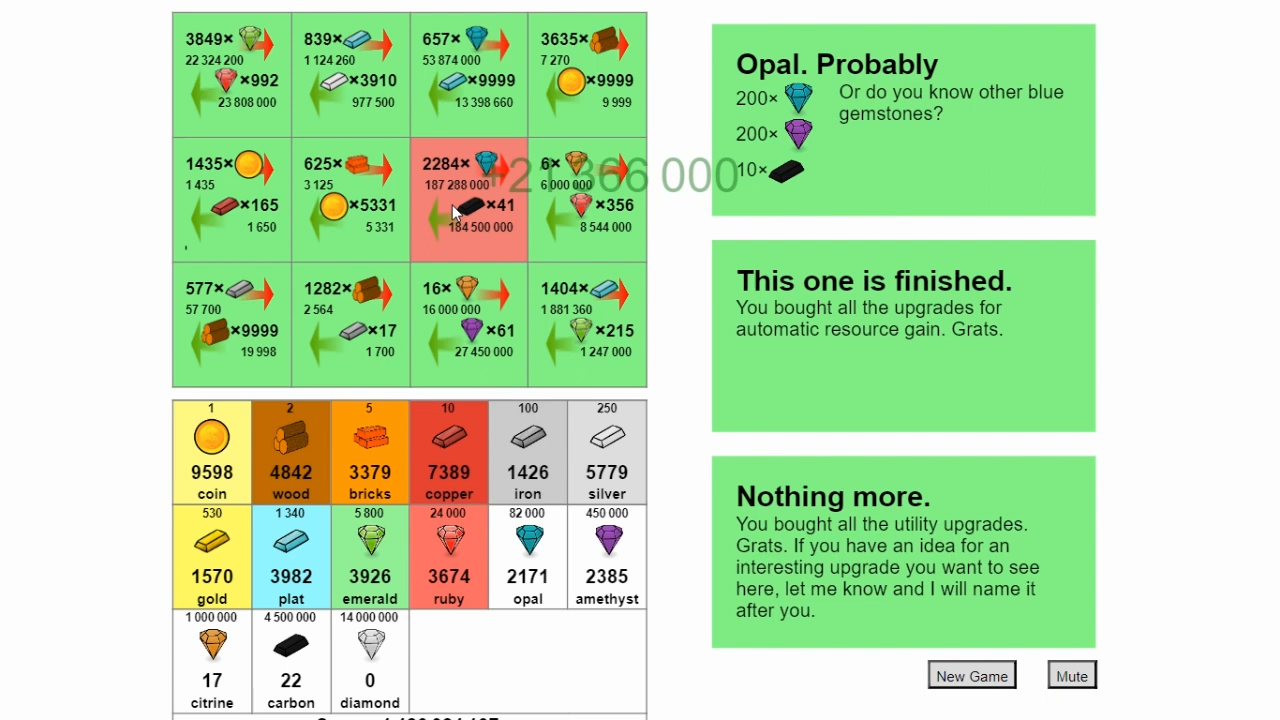 3849× 839× 657× 3635×
22 324 200 1 124 260 53 874 000 7 270
×992 ×3910 ×9999 ×9999
23 808 000 977 500 13 398 660 9 999
1435× 625× 2284× 6×
1 435 3 125 187 288 000 6 000 000
+21 366 000
×165 ×5331 ×41 ×356
1 650 5 331 184 500 000 8 544 000
577× 1282× 16× 1404×
57 700 2 564 16 000 000 1 881 360
×9999 ×17 ×61 ×215
19 998 1 700 27 450 000 1 247 000
1 2 5 10 100 250
9598 4842 3379 7389 1426 5779
coin wood bricks copper iron silver
530 1 340 5 800 24 000 82 000 450 000
1570 3982 3926 3674 2171 2385
gold plat emerald ruby opal amethyst
1 000 000 4 500 000 14 000 000
17 22 0
citrine carbon diamond
Opal. Probably
200×
200×
10×
Or do you know other blue
gemstones?
This one is finished.
You bought all the upgrades for
automatic resource gain. Grats.
Nothing more.
You bought all the utility upgrades.
Grats. If you have an idea for an
interesting upgrade you want to see
here, let me know and I will name it
after you.
New Game Mute